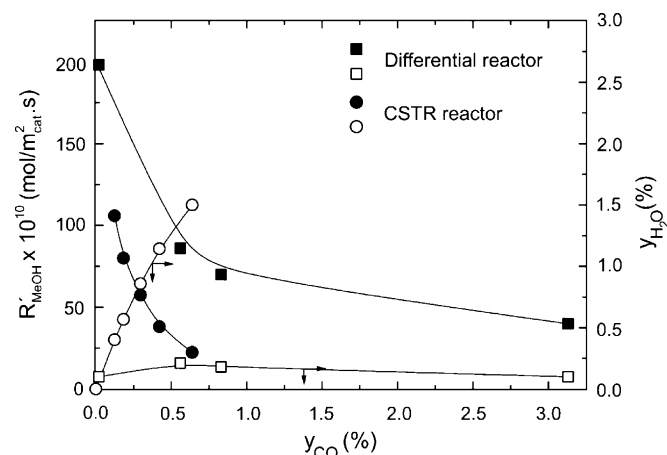 Differential reactor
CSTR reactor
R´MeOH x 10^10 (mol/m²cat·s)
200
150
100
50
0
3.0
2.5
2.0
1.5
1.0
0.5
0.0
yH₂O(%)
0.0 0.5 1.0 1.5 2.0 2.5 3.0
yCO (%)